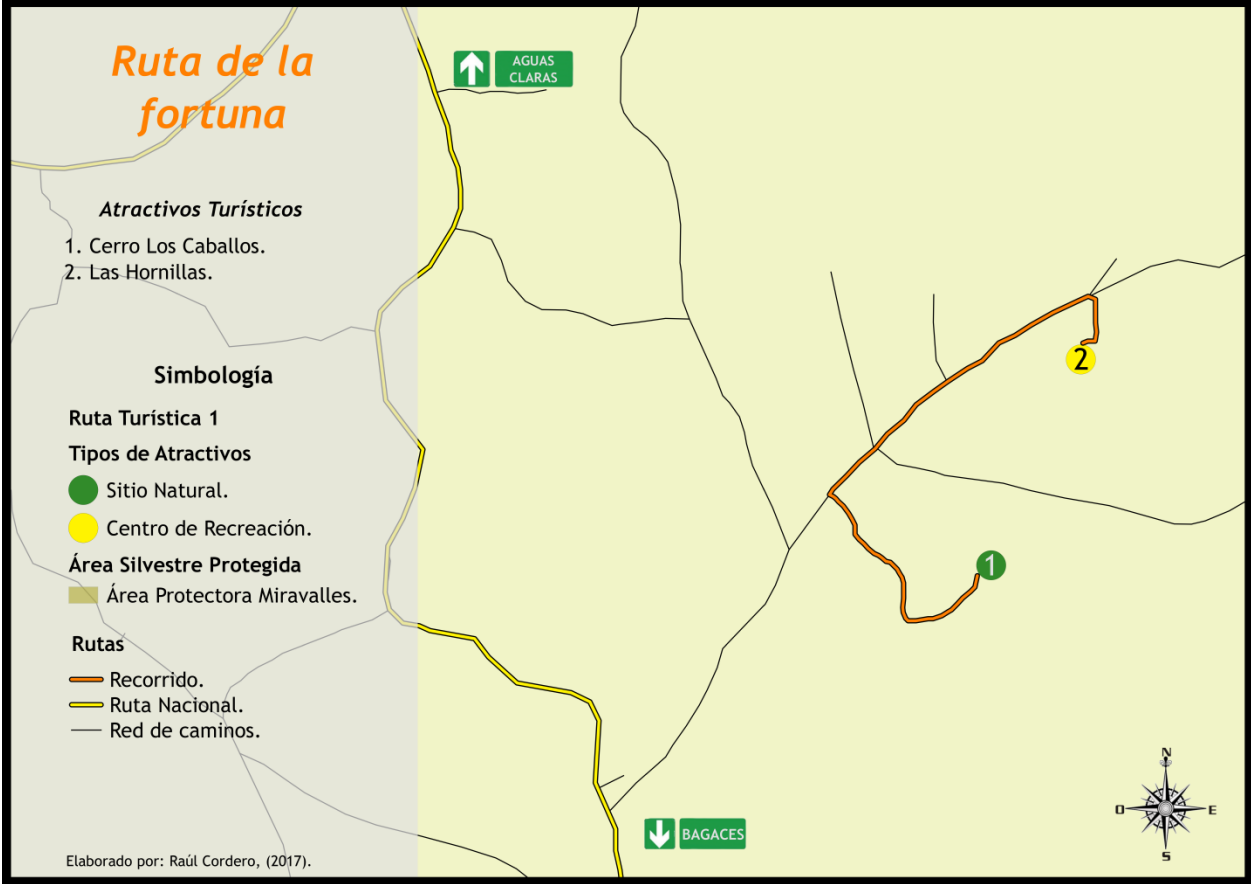 Ruta de la
fortuna
Atractivos Turísticos
1. Cerro Los Caballos.
2. Las Hornillas.
Simbología
Ruta Turística 1
Tipos de Atractivos
Sitio Natural.
Centro de Recreación.
Área Silvestre Protegida
Área Protectora Miravalles.
Rutas
Recorrido.
Ruta Nacional.
Red de caminos.
Elaborado por: Raúl Cordero, (2017).
AGUAS
CLARAS
2
1
BAGACES
N
O
E
S